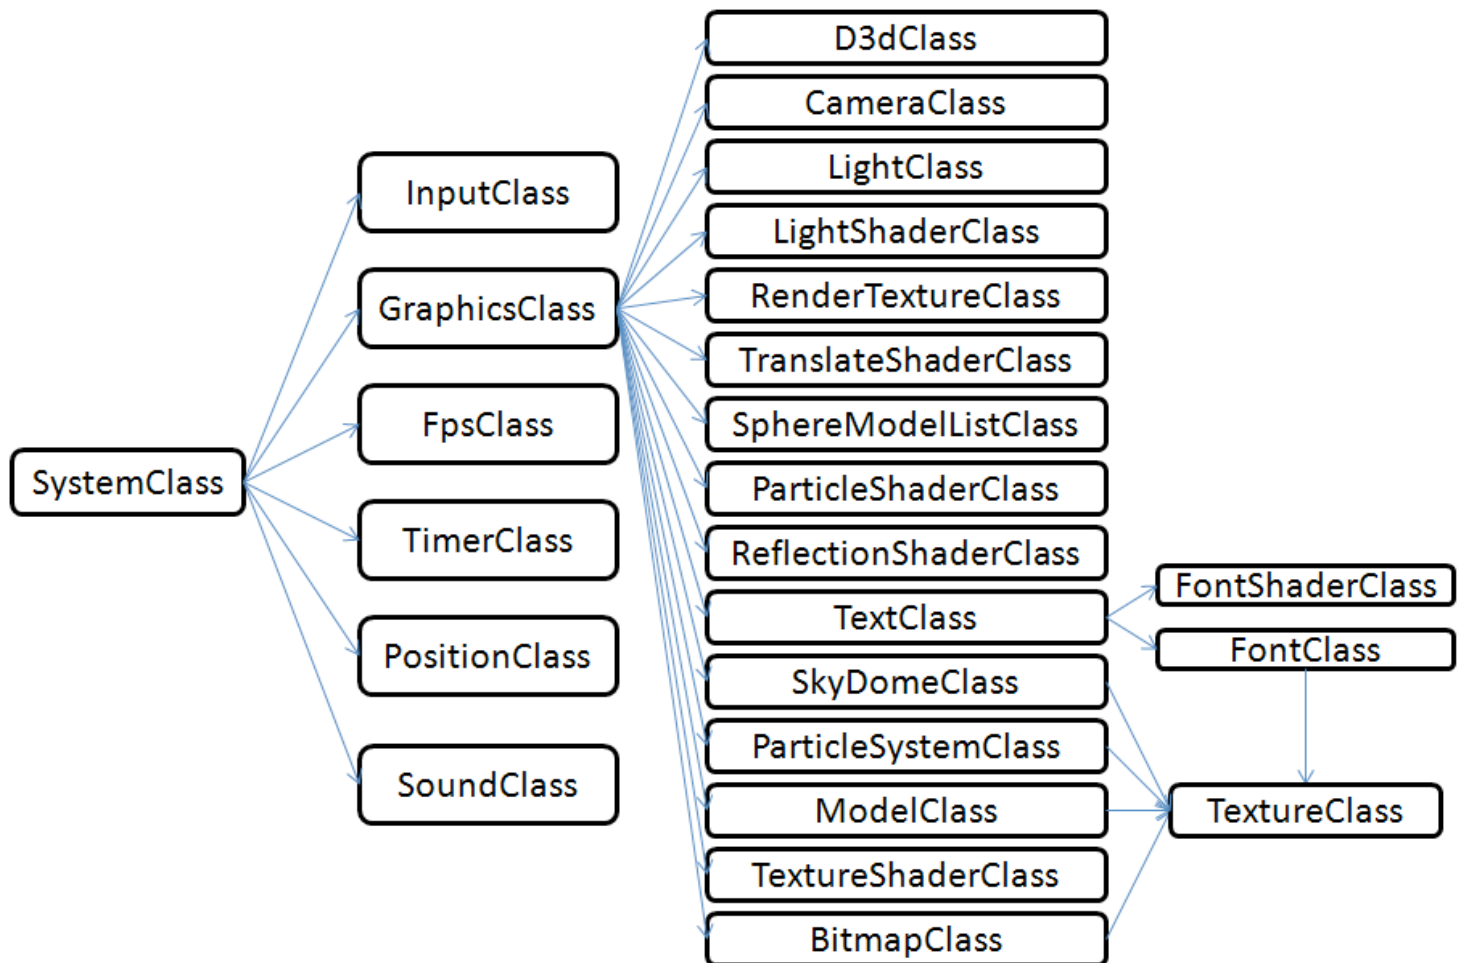 SystemClass
InputClass
GraphicsClass
FpsClass
TimerClass
PositionClass
SoundClass
D3dClass
CameraClass
LightClass
LightShaderClass
RenderTextureClass
TranslateShaderClass
SphereModelListClass
ParticleShaderClass
ReflectionShaderClass
TextClass
SkyDomeClass
ParticleSystemClass
ModelClass
TextureShaderClass
BitmapClass
FontShaderClass
FontClass
TextureClass